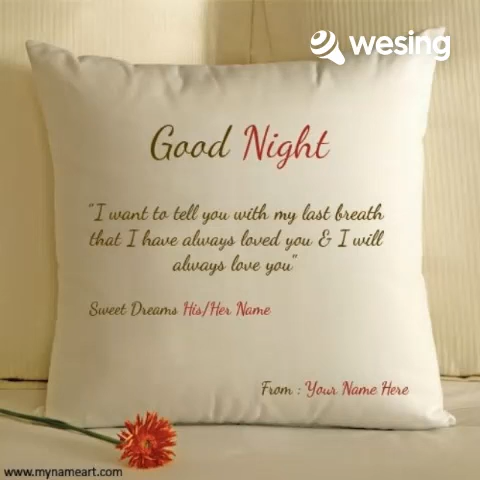 wesing
Good Night
"I want to tell you with my last breath
that I have always loved you & I will
always love you"
Sweet Dreams His/Her Name
From : Your Name Here
www.mynameart.com